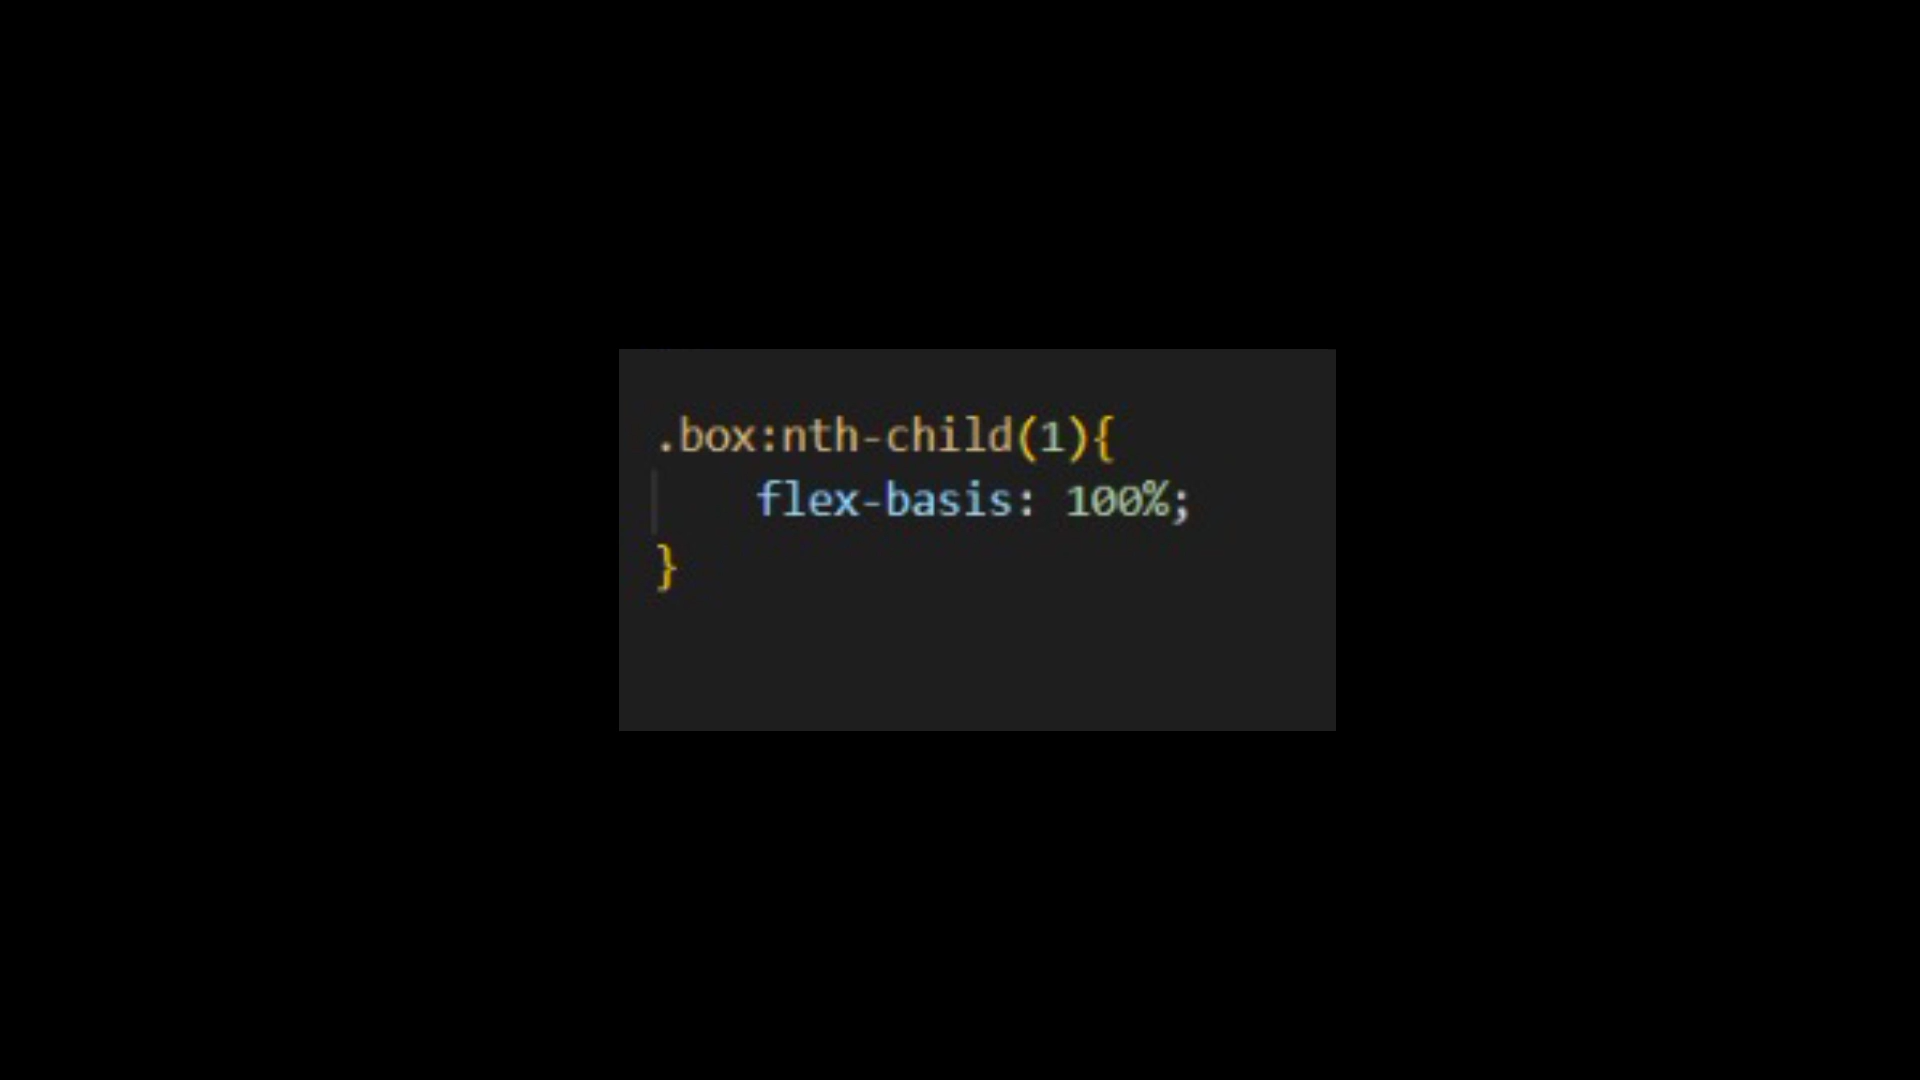 .box:nth-child(1){
    flex-basis: 100%;
}